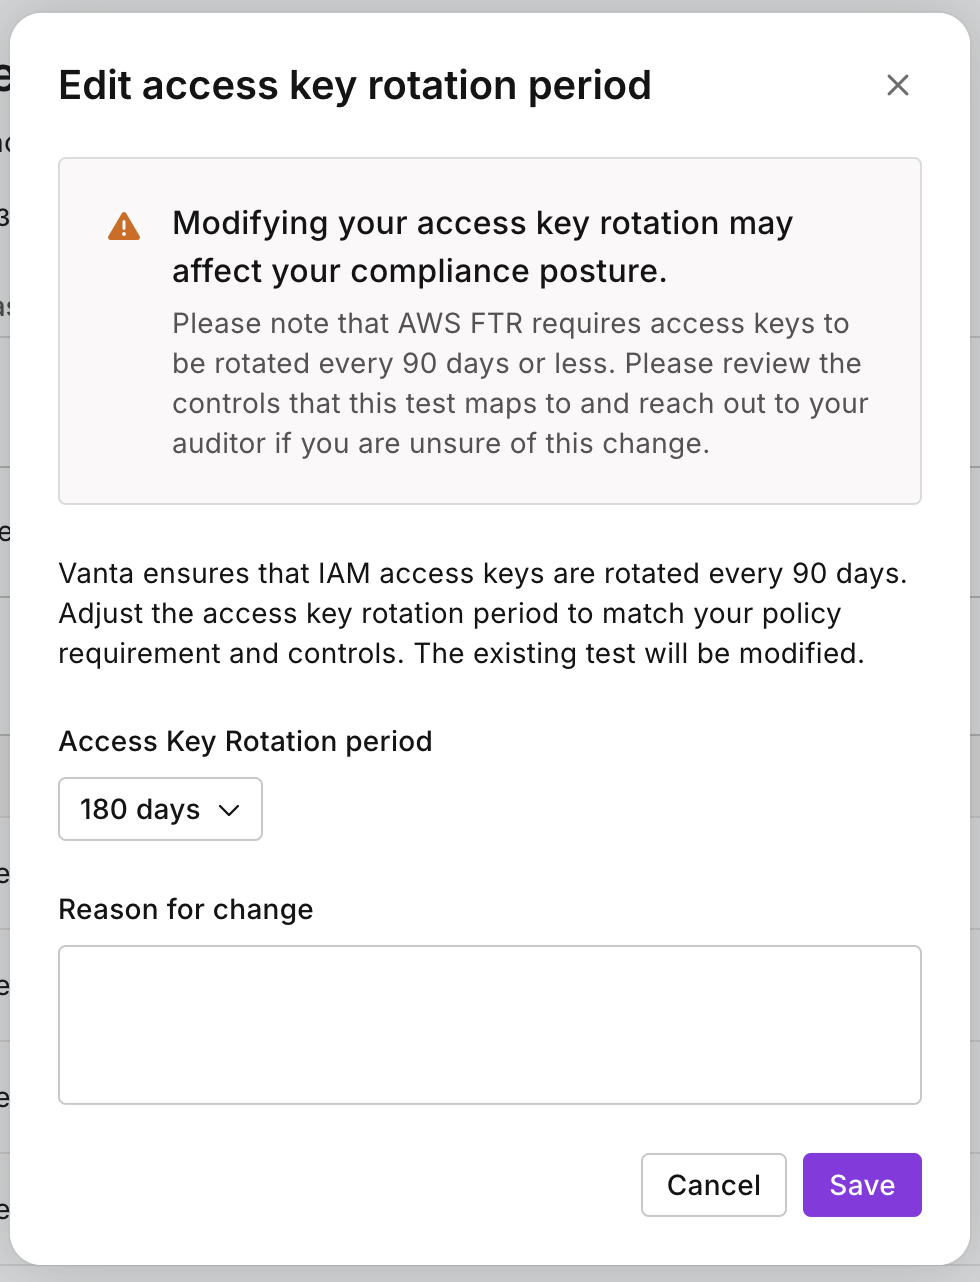 Edit access key rotation period
Modifying your access key rotation may
affect your compliance posture.
Please note that AWS FTR requires access keys to
be rotated every 90 days or less. Please review the
controls that this test maps to and reach out to your
auditor if you are unsure of this change.
Vanta ensures that IAM access keys are rotated every 90 days.
Adjust the access key rotation period to match your policy
requirement and controls. The existing test will be modified.
Access Key Rotation period
180 days
Reason for change
Cancel
Save